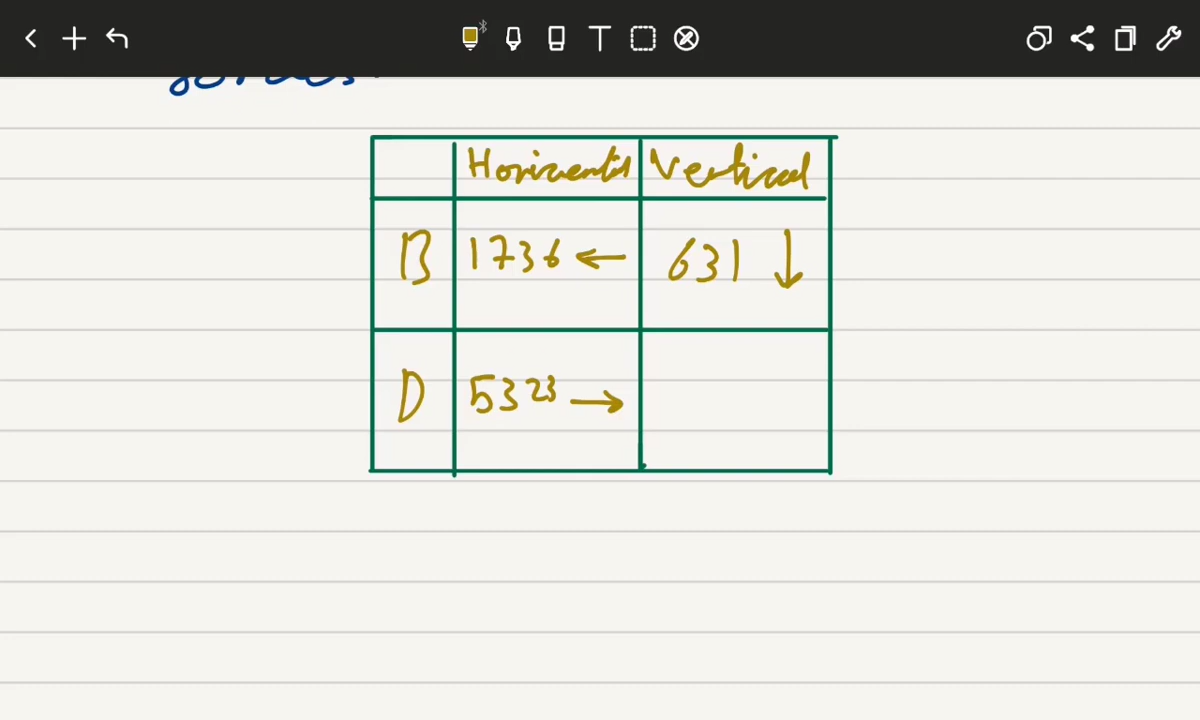 Horizontal Vertical
B 1736 ← 631 ↓
D 5323 →